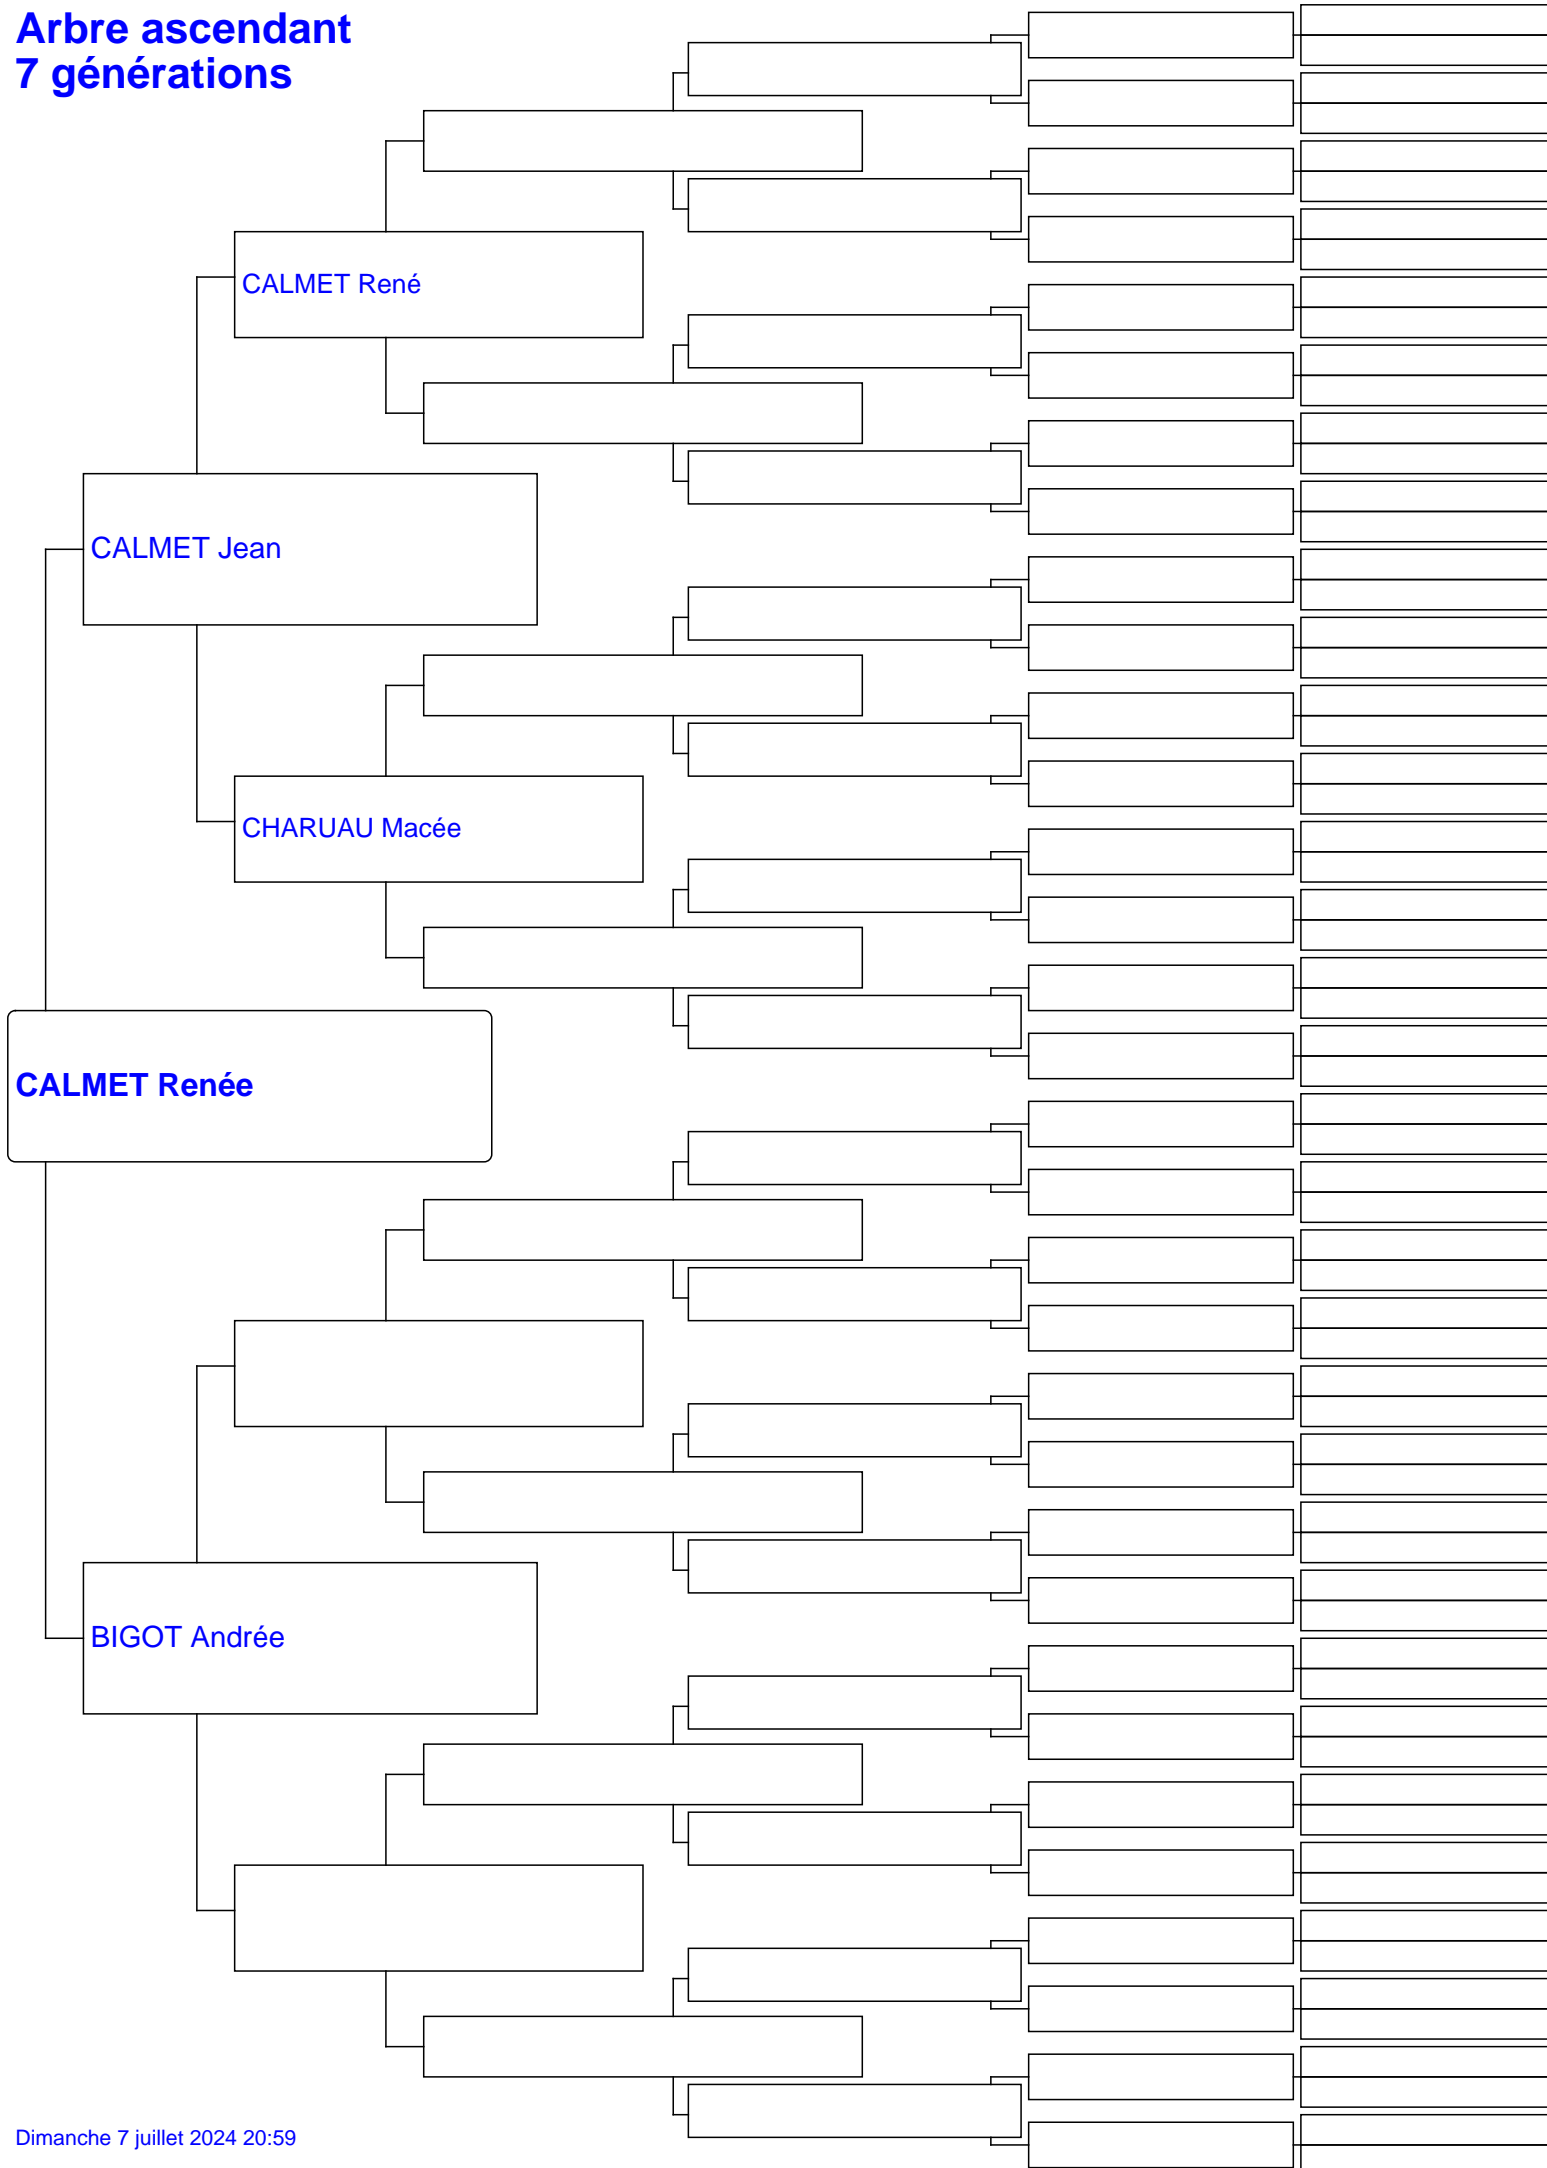 Arbre ascendant
7 générations
CALMET René
CALMET Jean
CHARUAU Macée
CALMET Renée
BIGOT Andrée
Dimanche 7 juillet 2024 20:59